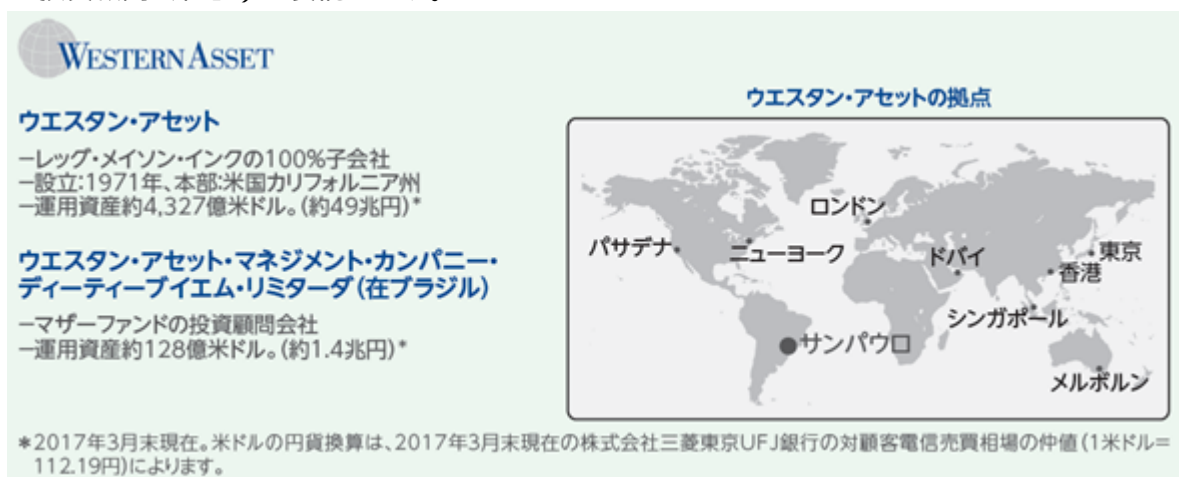 WESTERN ASSET
ウエスタン・アセット
−レッグ・メイソン・インクの100%子会社
−設立:1971年、本部:米国カリフォルニア州
−運用資産約4,327億米ドル。(約49兆円)*
ウエスタン・アセット・マネジメント・カンパニー・
ディーティーブイエム・リミターダ(在ブラジル)
−マザーファンドの投資顧問会社
−運用資産約128億米ドル。(約1.4兆円)*
ウエスタン・アセットの拠点
ロンドン
パサデナ
ニューヨーク
ドバイ
東京
香港
シンガポール
サンパウロ
メルボルン
*2017年3月末現在。米ドルの円貨換算は、2017年3月末現在の株式会社三菱東京UFJ銀行の対顧客電信売買相場の仲値(1米ドル=
112.19円)によります。